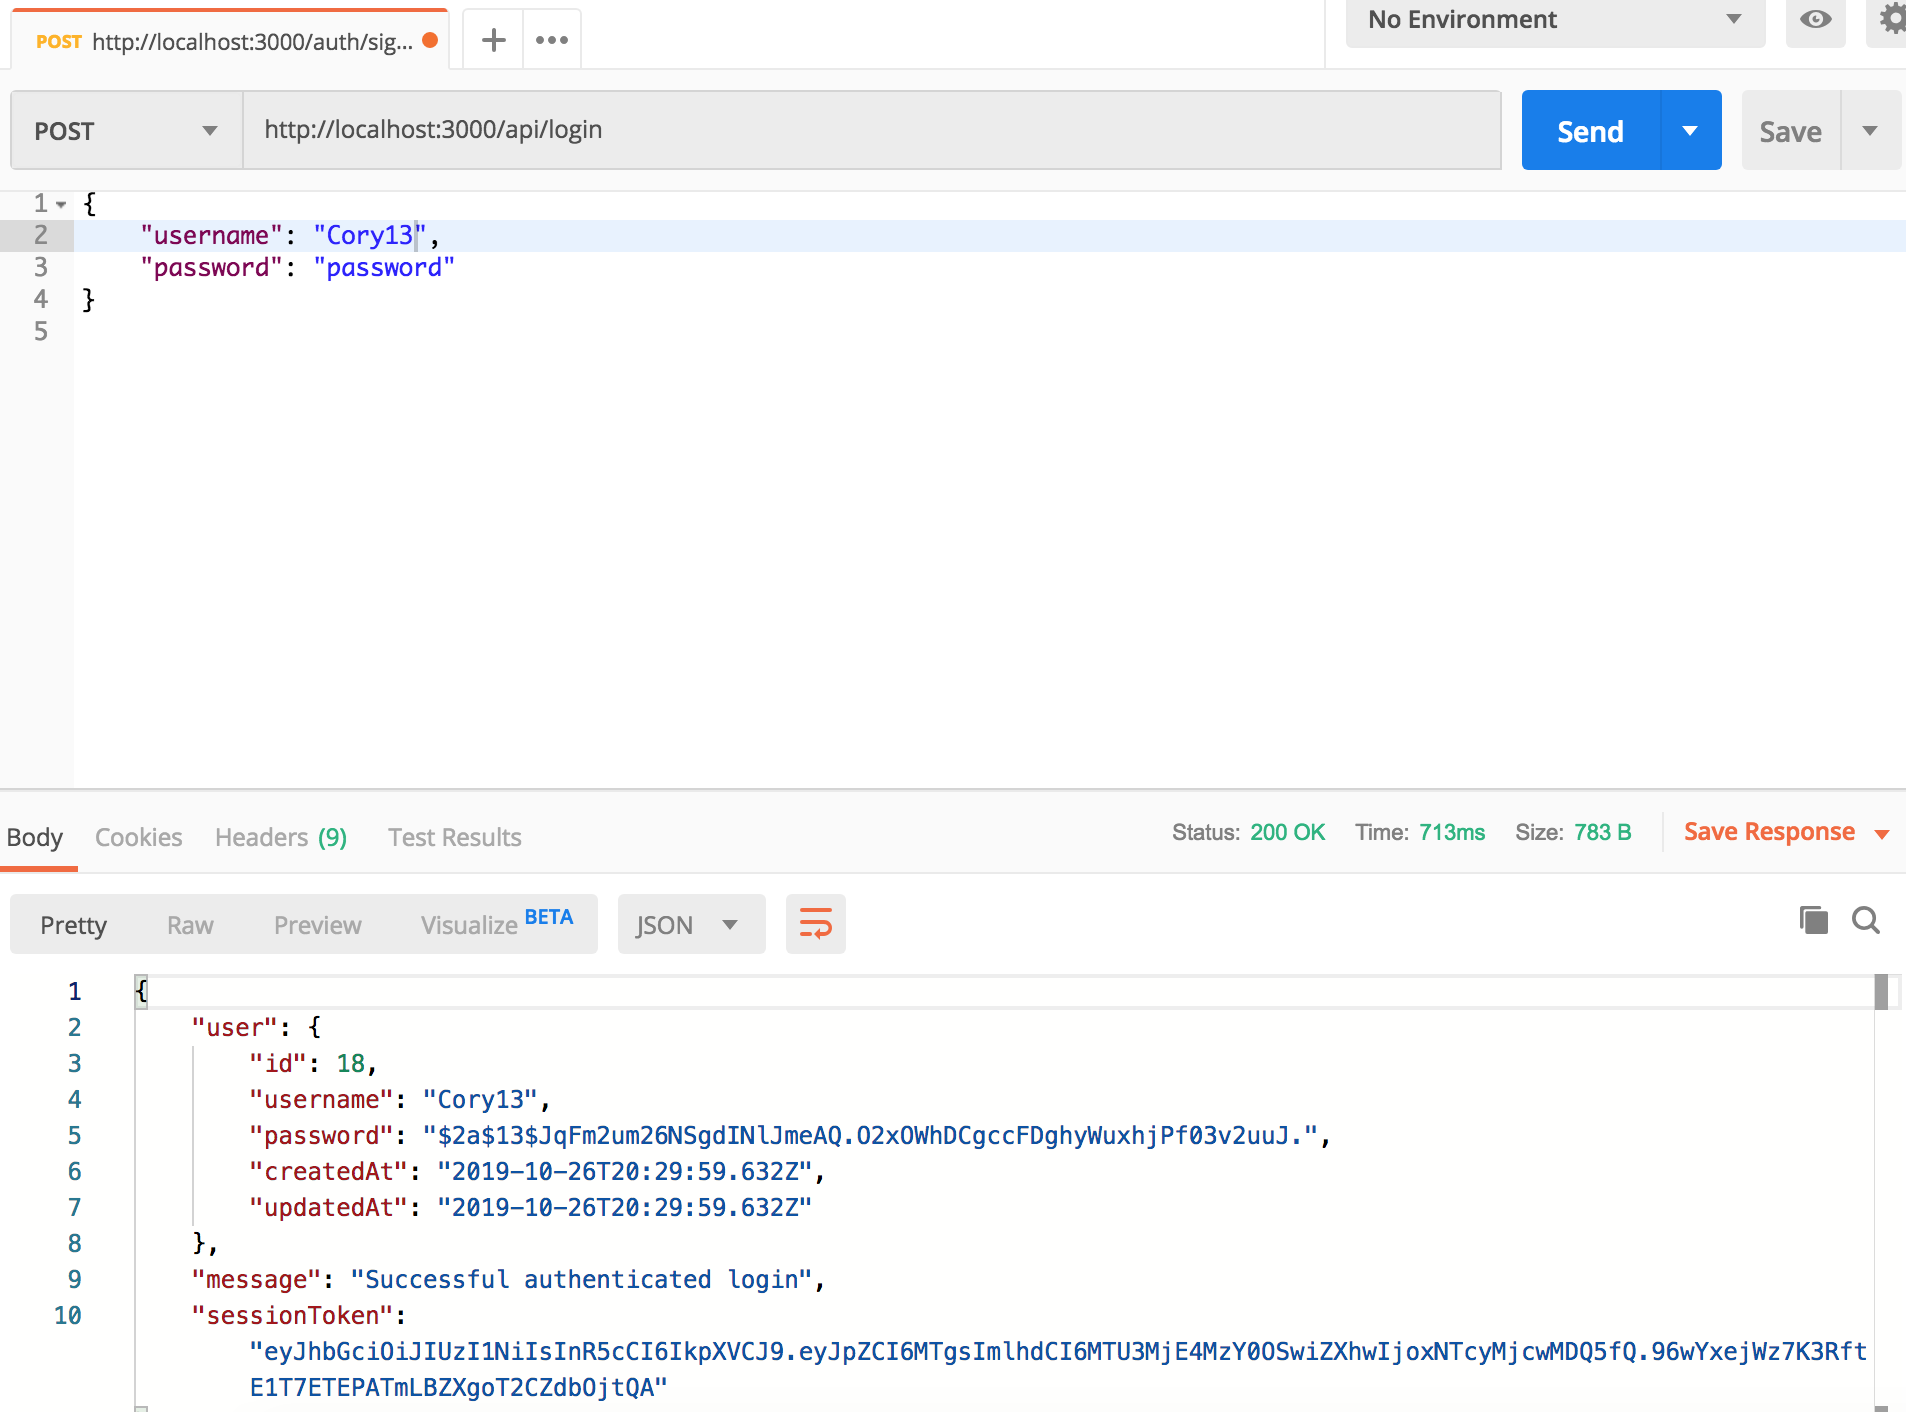 POST http://localhost:3000/auth/sig...
No Environment
POST http://localhost:3000/api/login Send Save
1 {
2 "username": "Cory13",
3 "password": "password"
4 }
5
Body Cookies Headers (9) Test Results Status: 200 OK Time: 713ms Size: 783 B Save Response
Pretty Raw Preview Visualize BETA JSON
1 {
2 "user": {
3 "id": 18,
4 "username": "Cory13",
5 "password": "$2a$13$JqFm2um26NSgdINlJmeAQ.O2xOWhDCgccFDghyWuxhjPf03v2uuJ.",
6 "createdAt": "2019-10-26T20:29:59.632Z",
7 "updatedAt": "2019-10-26T20:29:59.632Z"
8 },
9 "message": "Successful authenticated login",
10 "sessionToken":
"eyJhbGciOiJIUzI1NiIsInR5cCI6IkpXVCJ9.eyJpZCI6MTgsImlhdCI6MTU3MjE4MzY0OSwiZXhwIjoxNTcyMjcwMDQ5fQ.96wYxejWz7K3Rft
E1T7ETEPATmLBZXgoT2CZdbOjtQA"